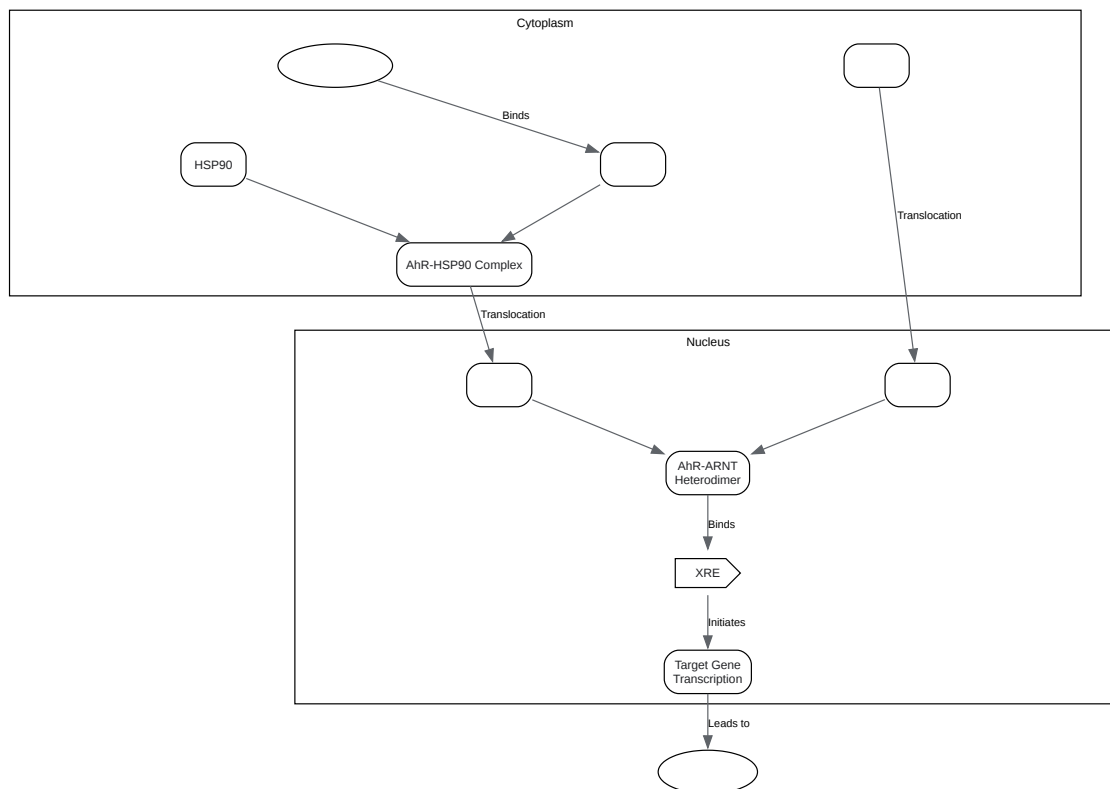 Cytoplasm
Binds
HSP90
Translocation
AhR-HSP90 Complex
Translocation
Nucleus
AhR-ARNT
Heterodimer
Binds
XRE
Initiates
Target Gene
Transcription
Leads to